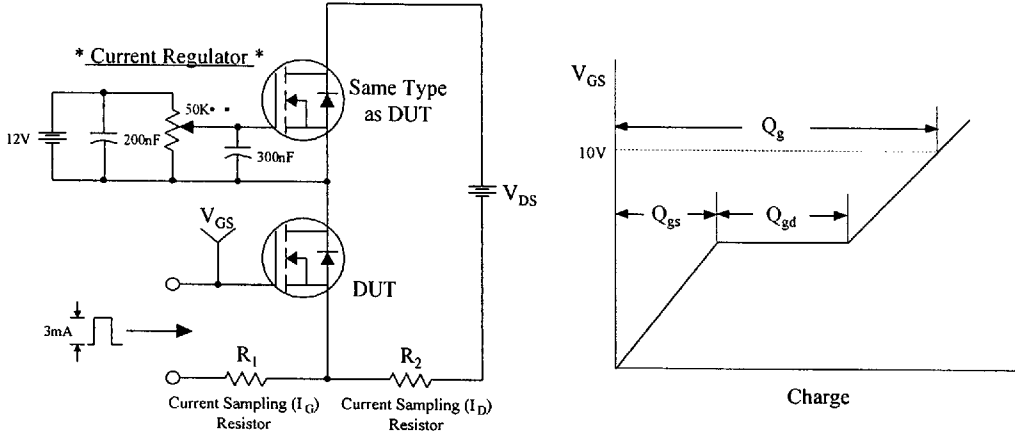 * Current Regulator *
50K••
12V
200nF
300nF
Same Type
as DUT
V_DS
V_GS
DUT
3mA
R_1
R_2
Current Sampling (I_G)
Resistor
Current Sampling (I_D)
Resistor
V_GS
Q_g
10V
Q_gs
Q_gd
Charge